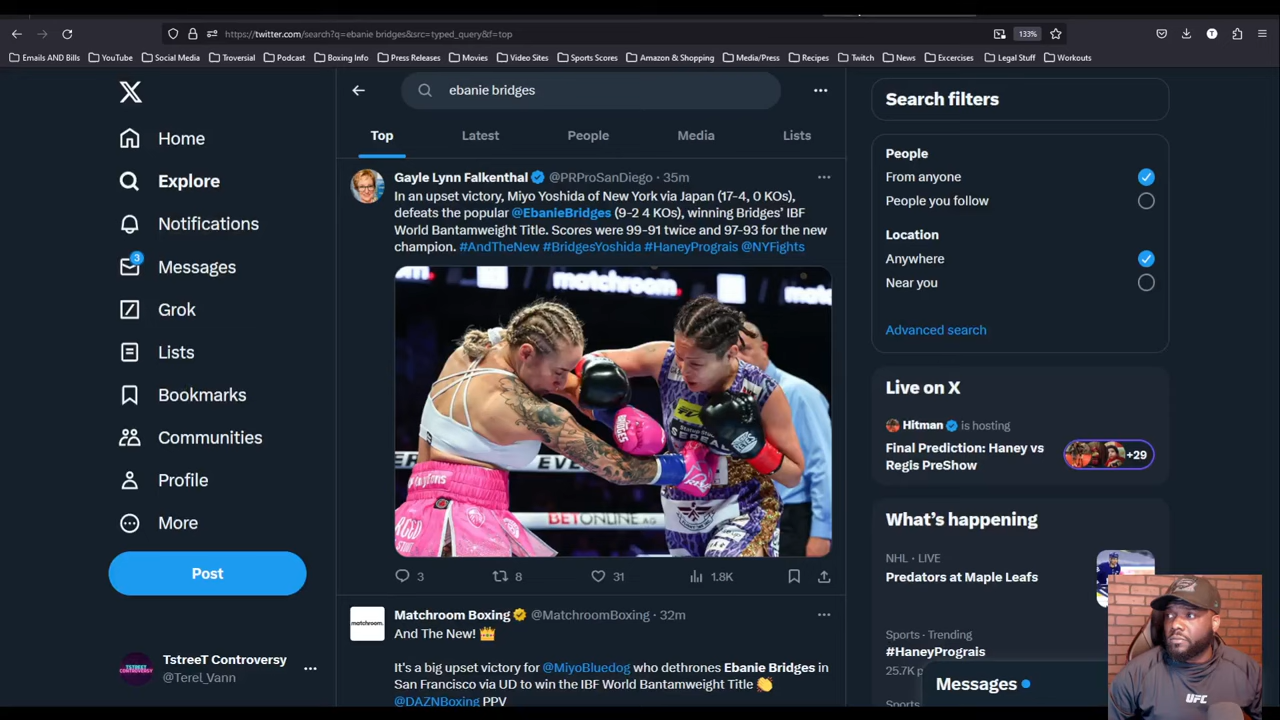 https://twitter.com/search?q=ebanie bridges&src=typed_query&f=top
133%
T
Emails AND Bills
YouTube
Social Media
Troversial
Podcast
Boxing Info
Press Releases
Movies
Video Sites
Sports Scores
Amazon & Shopping
Media/Press
Recipes
Twitch
News
Excercises
Legal Stuff
Workouts
Home
Explore
Notifications
3
Messages
Grok
Lists
Bookmarks
Communities
Profile
More
Post
TstreeT Controversy
@Terel_Vann
ebanie bridges
Top
Latest
People
Media
Lists
Gayle Lynn Falkenthal @PRProSanDiego · 35m
In an upset victory, Miyo Yoshida of New York via Japan (17-4, 0 KOs),
defeats the popular @EbanieBridges (9-2 4 KOs), winning Bridges' IBF
World Bantamweight Title. Scores were 99-91 twice and 97-93 for the new
champion. #AndTheNew #BridgesYoshida #HaneyPrograis @NYFights
matchroom.
BETONLINE.AG
3
8
31
1.8K
matchroom.
Matchroom Boxing @MatchroomBoxing · 32m
And The New!
It's a big upset victory for @MiyoBluedog who dethrones Ebanie Bridges in
San Francisco via UD to win the IBF World Bantamweight Title
@DAZNBoxing PPV
Search filters
People
From anyone
People you follow
Location
Anywhere
Near you
Advanced search
Live on X
Hitman is hosting
Final Prediction: Haney vs
Regis PreShow
+29
What's happening
NHL · LIVE
Predators at Maple Leafs
Sports · Trending
#HaneyPrograis
25.7K
Sports
Messages
UFC